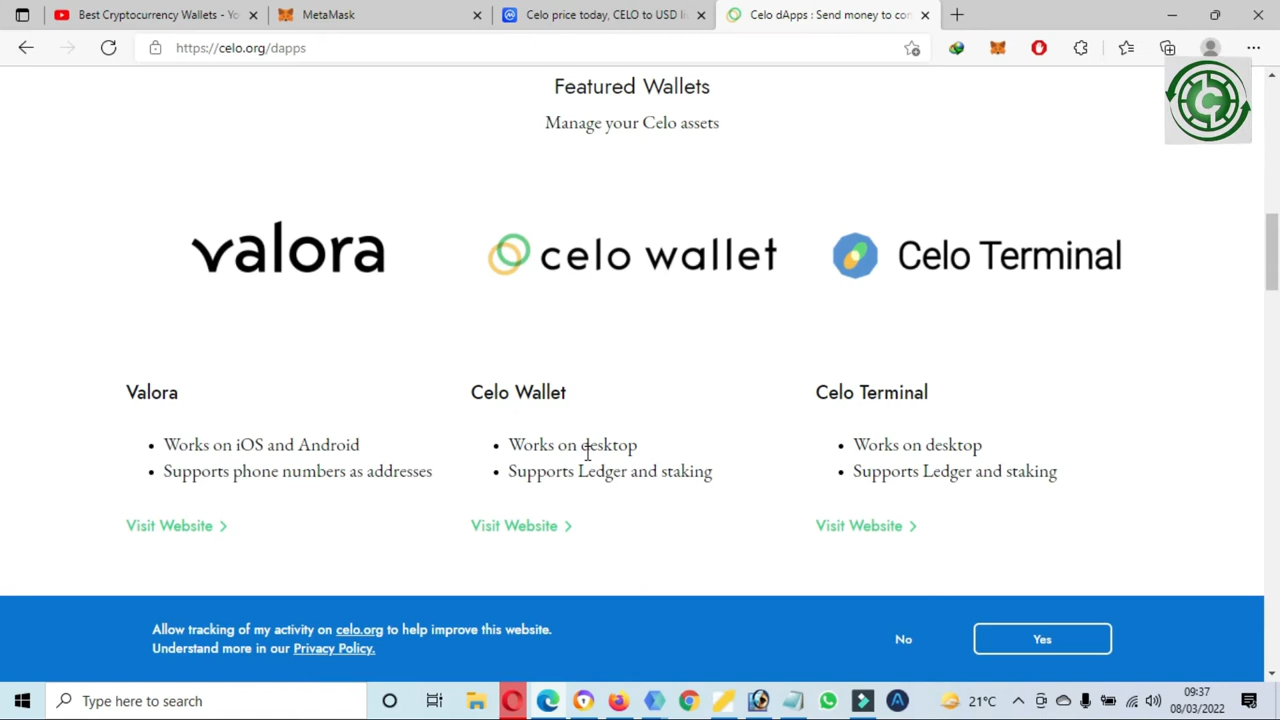 Best Cryptocurrency Wallets - Yo
MetaMask
Celo price today, CELO to USD li
Celo dApps : Send money to con
https://celo.org/dapps
Featured Wallets
Manage your Celo assets
valora
celo wallet
Celo Terminal
Valora
Works on iOS and Android
Supports phone numbers as addresses
Visit Website
Celo Wallet
Works on desktop
Supports Ledger and staking
Visit Website
Celo Terminal
Works on desktop
Supports Ledger and staking
Visit Website
Allow tracking of my activity on celo.org to help improve this website.
Understand more in our Privacy Policy.
No
Yes
Type here to search
21°C
09:37
08/03/2022